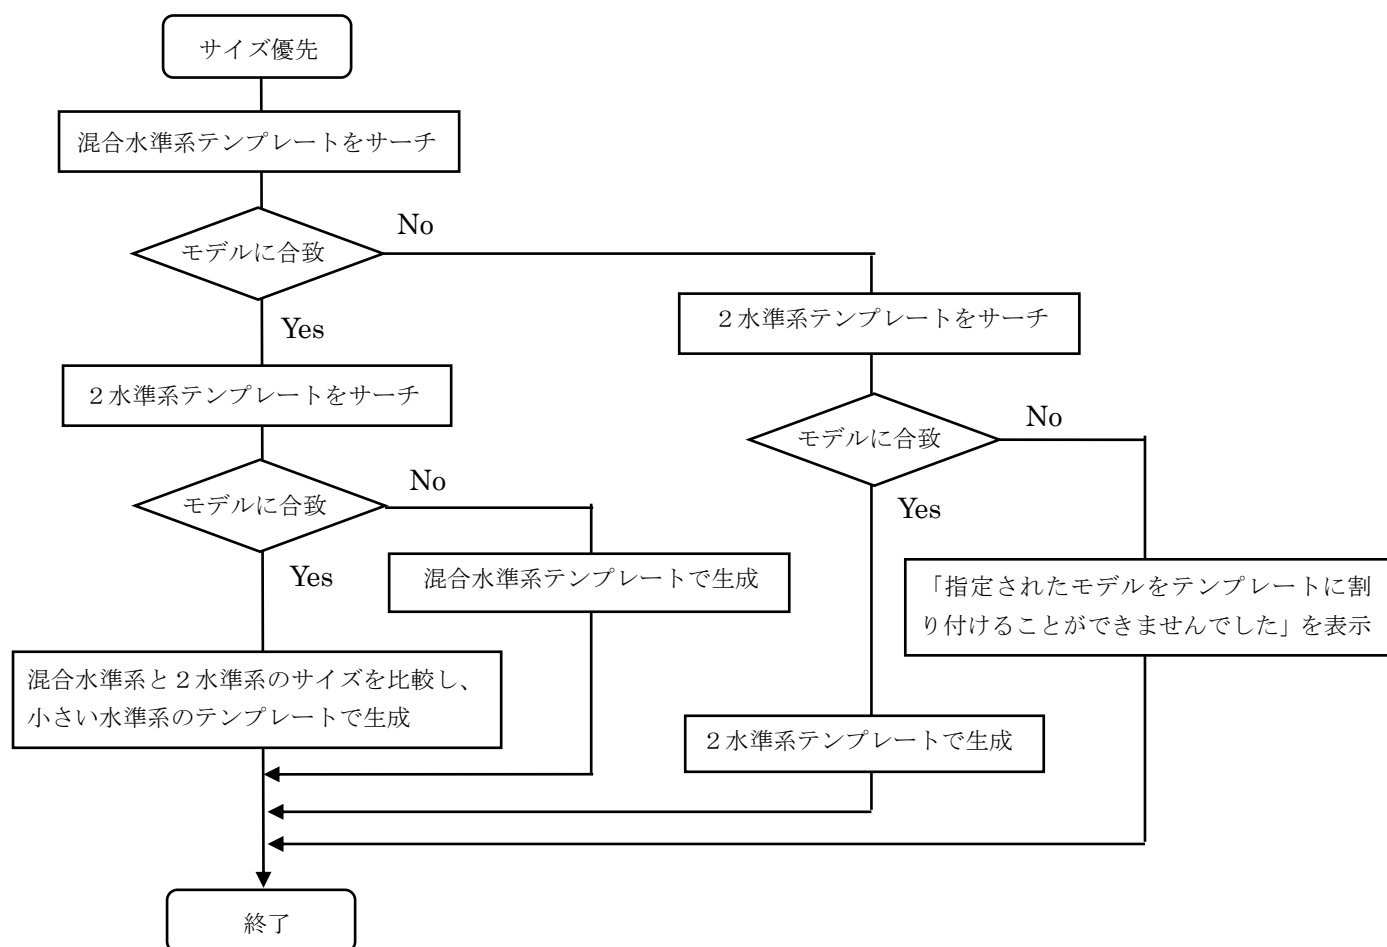 サイズ優先
混合水準系テンプレートをサーチ
モデルに合致
No
Yes
２水準系テンプレートをサーチ
２水準系テンプレートをサーチ
モデルに合致
No
Yes
モデルに合致
No
Yes
混合水準系テンプレートで生成
「指定されたモデルをテンプレートに割
り付けることができませんでした」を表示
混合水準系と２水準系のサイズを比較し、
小さい水準系のテンプレートで生成
２水準系テンプレートで生成
終了